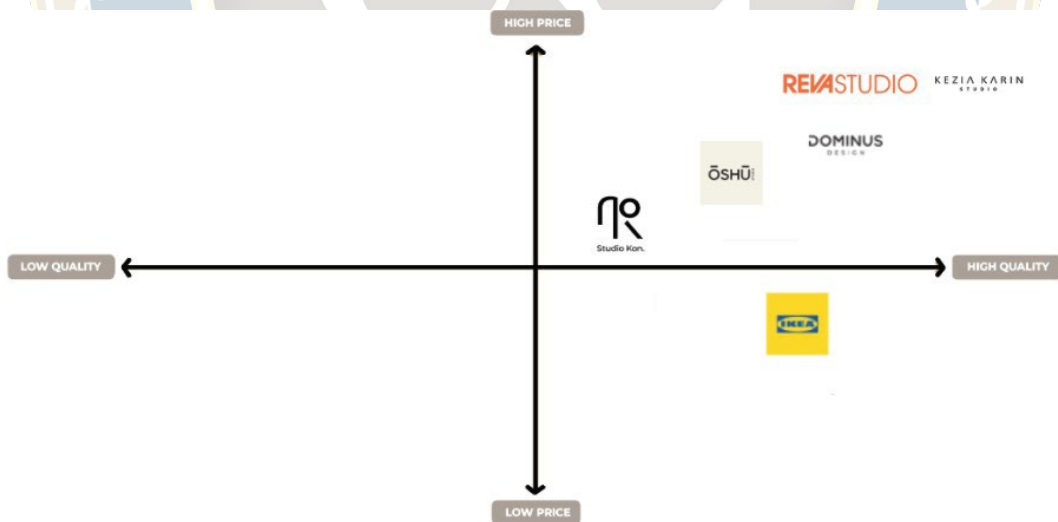 HIGH PRICE
REVASTUDIO
KEZIA KARIN
STUDIO
DOMINUS
DESIGN
ŌSHŪ
Studio Kon.
LOW QUALITY
HIGH QUALITY
IKEA
LOW PRICE